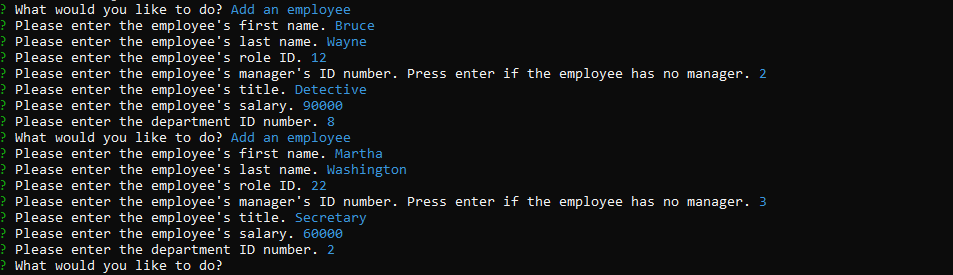 ? What would you like to do? Add an employee
? Please enter the employee's first name. Bruce
? Please enter the employee's last name. Wayne
? Please enter the employee's role ID. 12
? Please enter the employee's manager's ID number. Press enter if the employee has no manager. 2
? Please enter the employee's title. Detective
? Please enter the employee's salary. 90000
? Please enter the department ID number. 8
? What would you like to do? Add an employee
? Please enter the employee's first name. Martha
? Please enter the employee's last name. Washington
? Please enter the employee's role ID. 22
? Please enter the employee's manager's ID number. Press enter if the employee has no manager. 3
? Please enter the employee's title. Secretary
? Please enter the employee's salary. 60000
? Please enter the department ID number. 2
? What would you like to do?